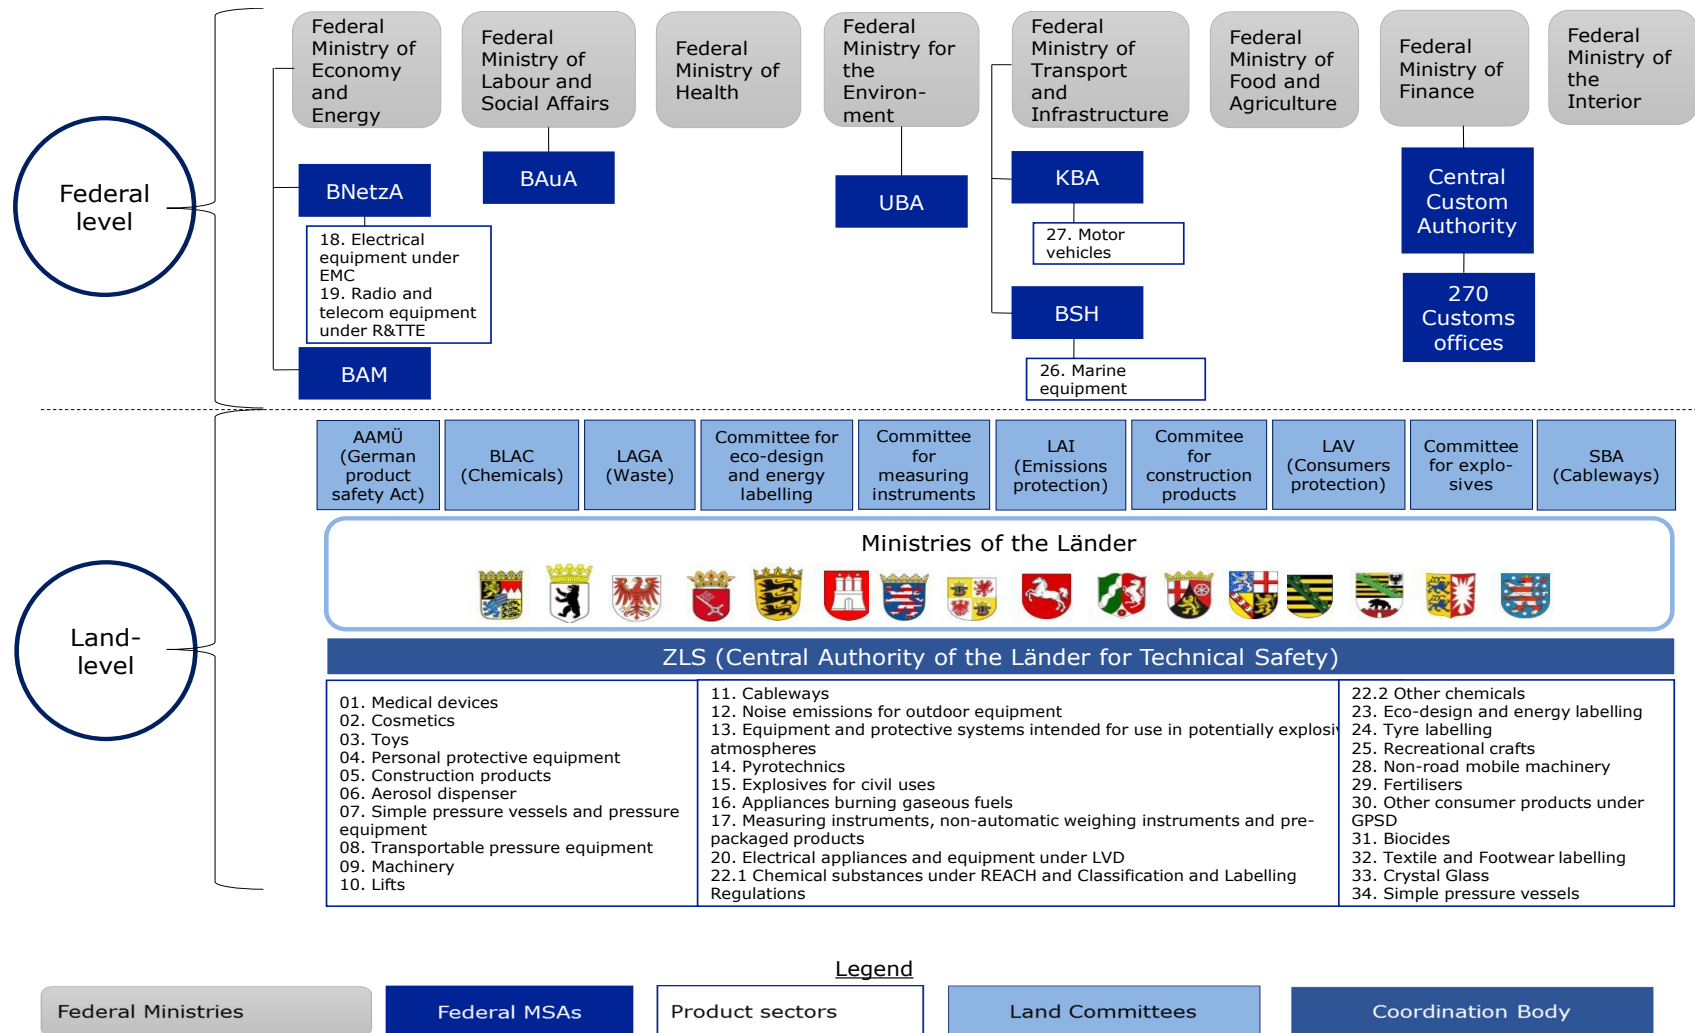 Federal
Ministry of
Economy
and
Energy
Federal
Ministry of
Labour and
Social Affairs
Federal
Ministry of
Health
Federal
Ministry for
the
Environ-
ment
Federal
Ministry of
Transport
and
Infrastructure
Federal
Ministry of
Food and
Agriculture
Federal
Ministry of
Finance
Federal
Ministry of
the
Interior
Federal
level
BNetzA
18. Electrical
equipment under
EMC
19. Radio and
telecom equipment
under R&TTE
BAM
BAuA
UBA
KBA
27. Motor
vehicles
BSH
26. Marine
equipment
Central
Custom
Authority
270
Customs
offices
Land-
level
AAMÜ
(German
product
safety Act)
BLAC
(Chemicals)
LAGA
(Waste)
Committee for
eco-design
and energy
labelling
Committee
for
measuring
instruments
LAI
(Emissions
protection)
Commitee
for
construction
products
LAV
(Consumers
protection)
Committee
for explo-
sives
SBA
(Cableways)
Ministries of the Länder
ZLS (Central Authority of the Länder for Technical Safety)
01. Medical devices
02. Cosmetics
03. Toys
04. Personal protective equipment
05. Construction products
06. Aerosol dispenser
07. Simple pressure vessels and pressure
equipment
08. Transportable pressure equipment
09. Machinery
10. Lifts
11. Cableways
12. Noise emissions for outdoor equipment
13. Equipment and protective systems intended for use in potentially explosiv
atmospheres
14. Pyrotechnics
15. Explosives for civil uses
16. Appliances burning gaseous fuels
17. Measuring instruments, non-automatic weighing instruments and pre-
packaged products
20. Electrical appliances and equipment under LVD
22.1 Chemical substances under REACH and Classification and Labelling
Regulations
22.2 Other chemicals
23. Eco-design and energy labelling
24. Tyre labelling
25. Recreational crafts
28. Non-road mobile machinery
29. Fertilisers
30. Other consumer products under
GPSD
31. Biocides
32. Textile and Footwear labelling
33. Crystal Glass
34. Simple pressure vessels
Legend
Federal Ministries
Federal MSAs
Product sectors
Land Committees
Coordination Body